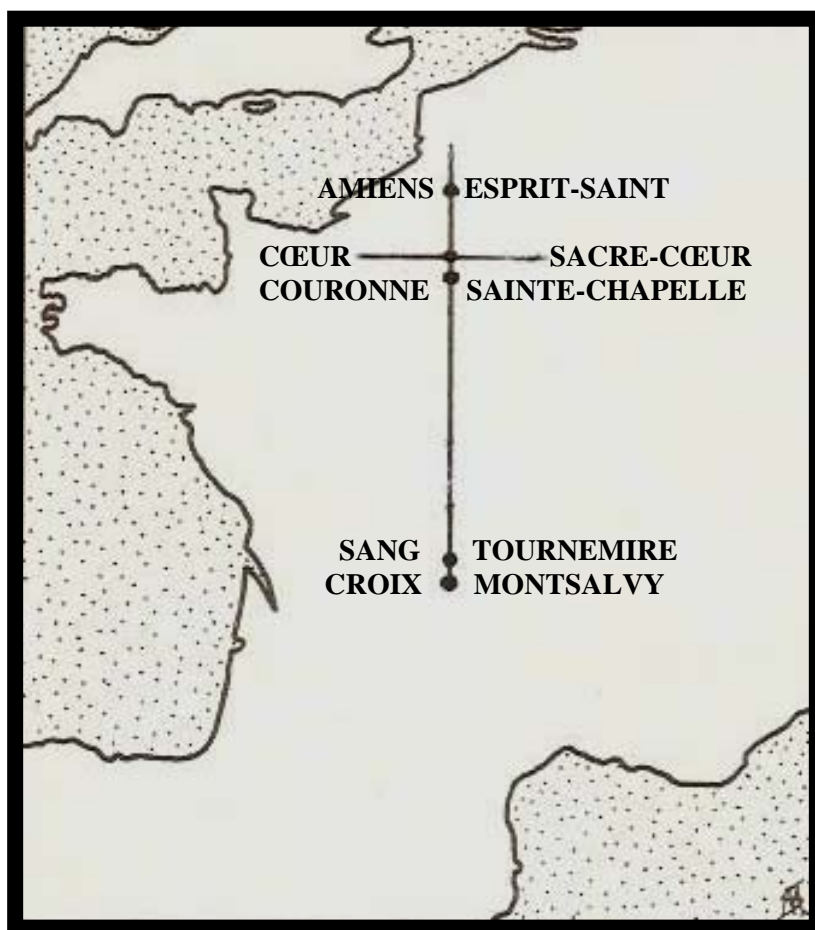 AMIENS ESPRIT-SAINT
CŒUR SACRE-CŒUR
COURONNE SAINTE-CHAPELLE
SANG TOURNEMIRE
CROIX MONTSALVY